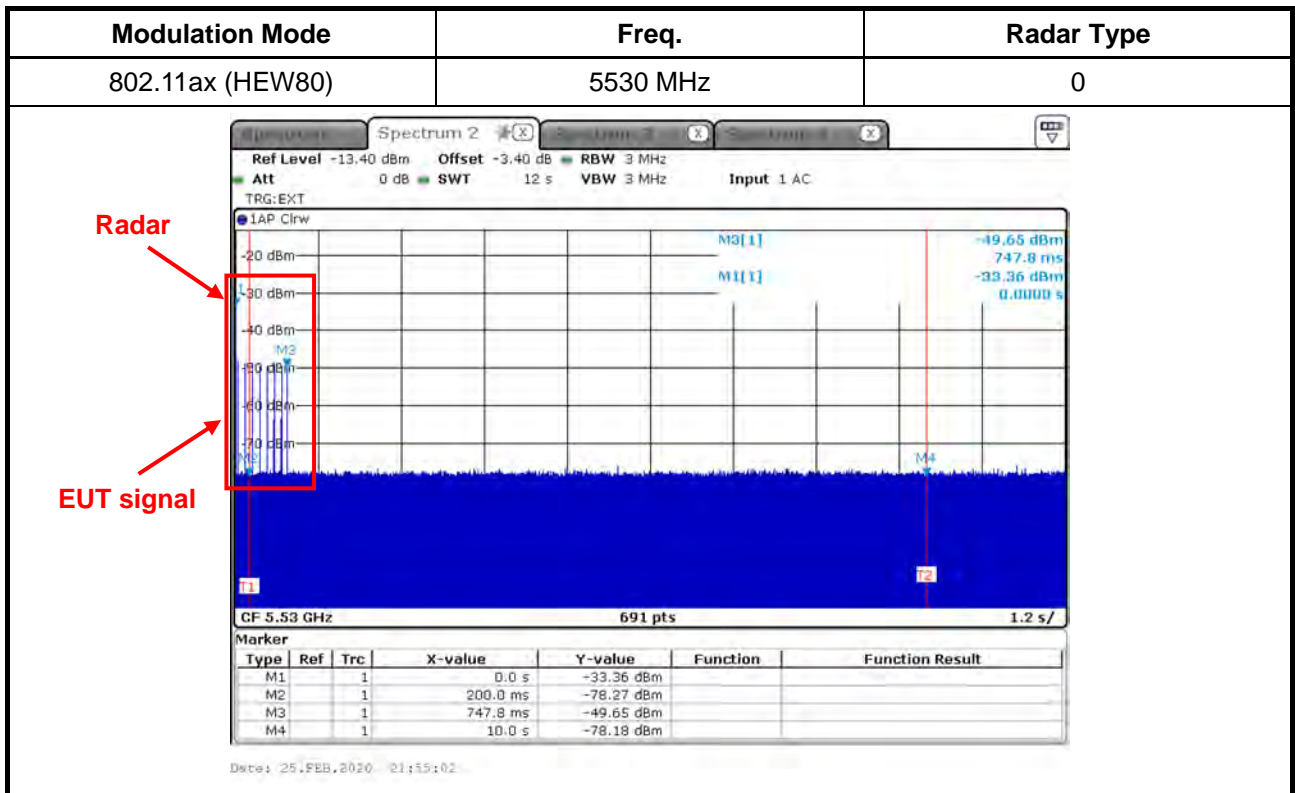 Modulation Mode Freq. Radar Type
802.11ax (HEW80) 5530 MHz 0
Spectrum 2 X X X
Ref Level -13.40 dBm Offset -3.40 dB RBW 3 MHz
Att 0 dB SWT 12 s VBW 3 MHz Input 1 AC
TRG:EXT
1AP Clrw
Radar
M3[1] -49.65 dBm
-20 dBm 747.8 ms
M1[1] -33.36 dBm
-30 dBm 0.0000 s
-40 dBm
M3
-60 dBm
-70 dBm
M2 M4
EUT signal
T1 T2
CF 5.53 GHz 691 pts 1.2 s/
Marker
Type Ref Trc X-value Y-value Function Function Result
M1 1 0.0 s -33.36 dBm
M2 1 200.0 ms -78.27 dBm
M3 1 747.8 ms -49.65 dBm
M4 1 10.0 s -78.18 dBm
Date: 25.FEB.2020 21:55:02